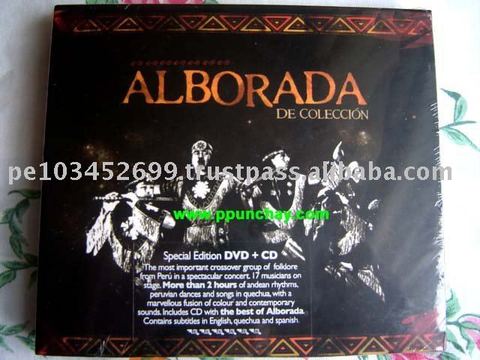 ALBORADA
DE COLECCIÓN
pe103452699.trustpass.alibaba.com
www.ppunchay.com
Special Edition DVD + CD
The most important crossover group of folklore
from Perú in a spectacular concert. 17 musicians on
stage. More than 2 hours of andean rhythms,
peruvian dances and songs in quechua, with a
marvellous fusion of colour and contemporary
sounds. Includes CD with the best of Alborada.
Contains subtitles in English, quechua and spanish.